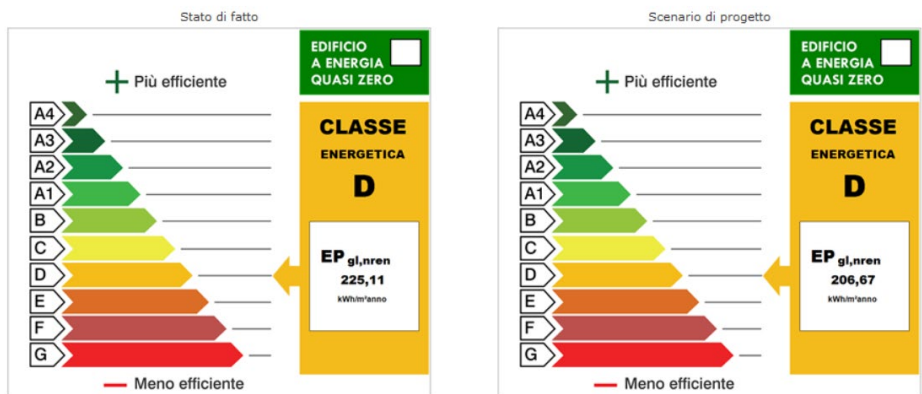 Stato di fatto
EDIFICIO
A ENERGIA
QUASI ZERO
Più efficiente
A4
A3
A2
A1
B
C
D
E
F
G
CLASSE
ENERGETICA
D
EP gl,nren
225,11
kWh/m²anno
Meno efficiente
Scenario di progetto
EDIFICIO
A ENERGIA
QUASI ZERO
Più efficiente
A4
A3
A2
A1
B
C
D
E
F
G
CLASSE
ENERGETICA
D
EP gl,nren
206,67
kWh/m²anno
Meno efficiente